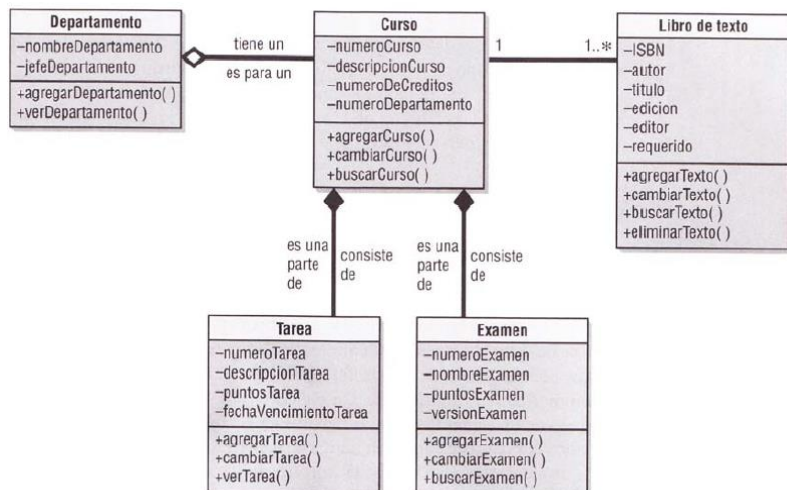 Departamento
–nombreDepartamento
–jefeDepartamento
+agregarDepartamento( )
+verDepartamento( )
tiene un
es para un
Curso
–numeroCurso
–descripcionCurso
–numeroDeCreditos
–numeroDepartamento
+agregarCurso( )
+cambiarCurso( )
+buscarCurso( )
1
1..*
Libro de texto
–ISBN
–autor
–titulo
–edicion
–editor
–requerido
+agregarTexto( )
+cambiarTexto( )
+buscarTexto( )
+eliminarTexto( )
es una
parte
de
consiste
de
es una
parte
de
consiste
de
Tarea
–numeroTarea
–descripcionTarea
–puntosTarea
–fechaVencimientoTarea
+agregarTarea( )
+cambiarTarea( )
+verTarea( )
Examen
–numeroExamen
–nombreExamen
–puntosExamen
–versionExamen
+agregarExamen( )
+cambiarExamen( )
+buscarExamen( )